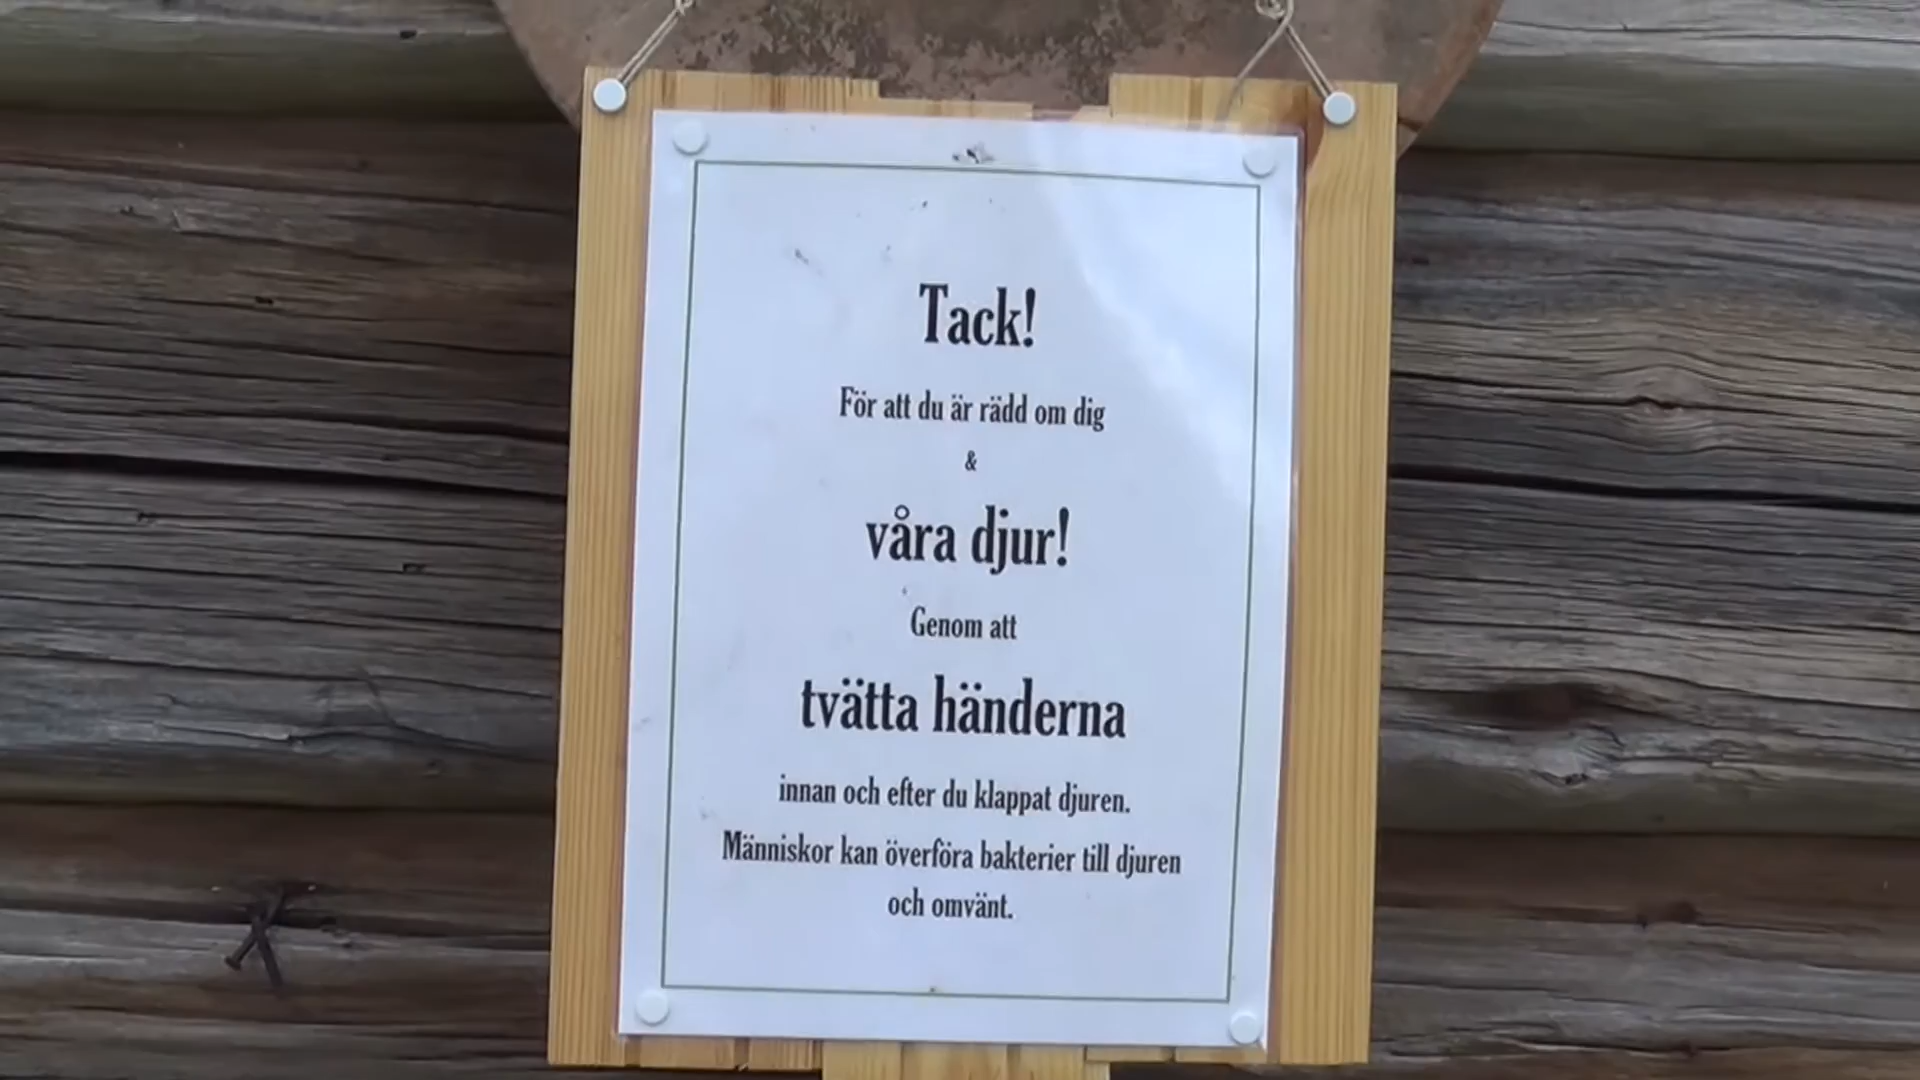 Tack!
För att du är rädd om dig
&
våra djur!
Genom att
tvätta händerna
innan och efter du klappat djuren.
Människor kan överföra bakterier till djuren
och omvänt.